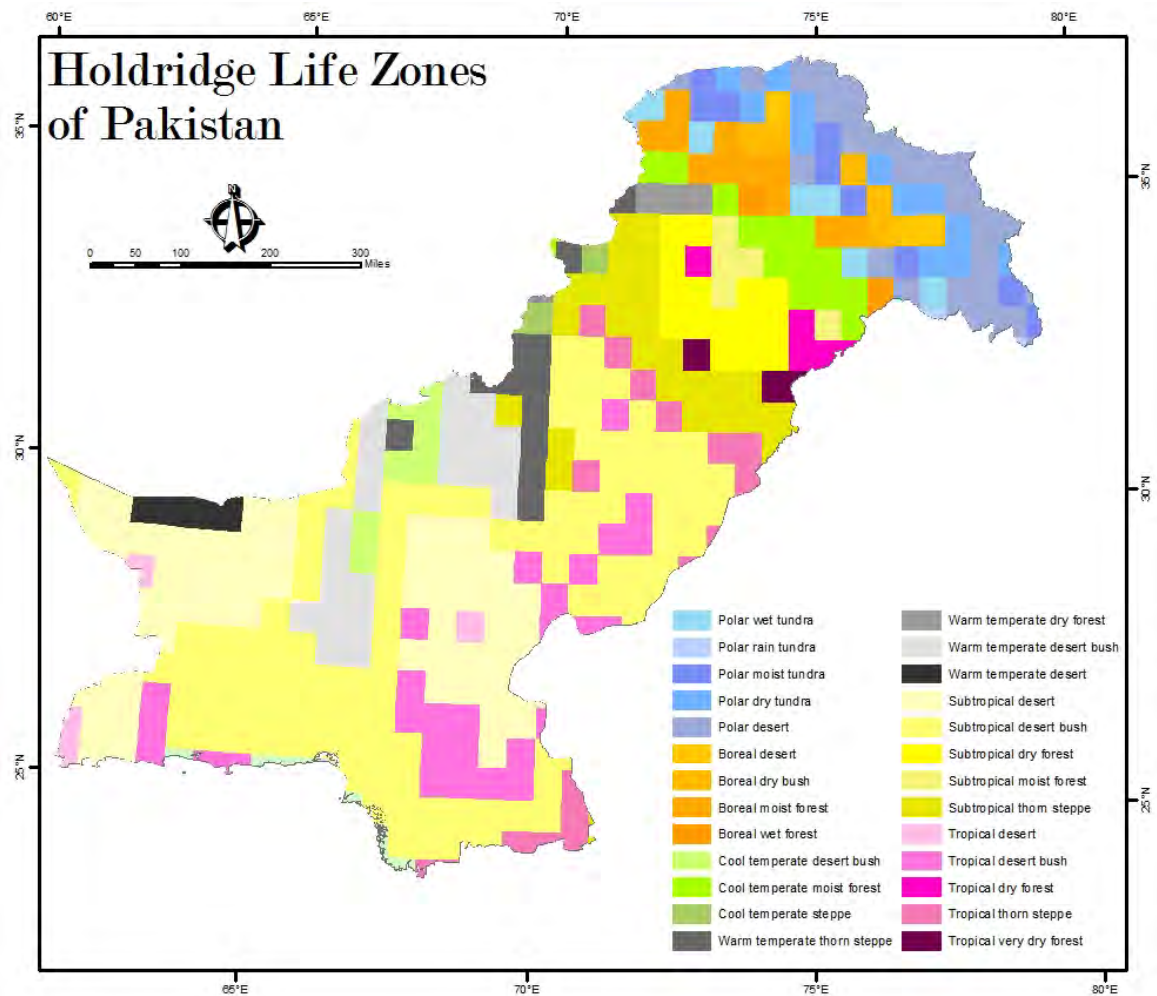 60°E
65°E
70°E
75°E
80°E
Holdridge Life Zones
of Pakistan
35°N
35°N
N
0
50
100
200
300
Miles
30°N
30°N
25°N
25°N
Polar wet tundra
Polar rain tundra
Polar moist tundra
Polar dry tundra
Polar desert
Boreal desert
Boreal dry bush
Boreal moist forest
Boreal wet forest
Cool temperate desert bush
Cool temperate moist forest
Cool temperate steppe
Warm temperate thorn steppe
Warm temperate dry forest
Warm temperate desert bush
Warm temperate desert
Subtropical desert
Subtropical desert bush
Subtropical dry forest
Subtropical moist forest
Subtropical thorn steppe
Tropical desert
Tropical desert bush
Tropical dry forest
Tropical thorn steppe
Tropical very dry forest
65°E
70°E
75°E
80°E